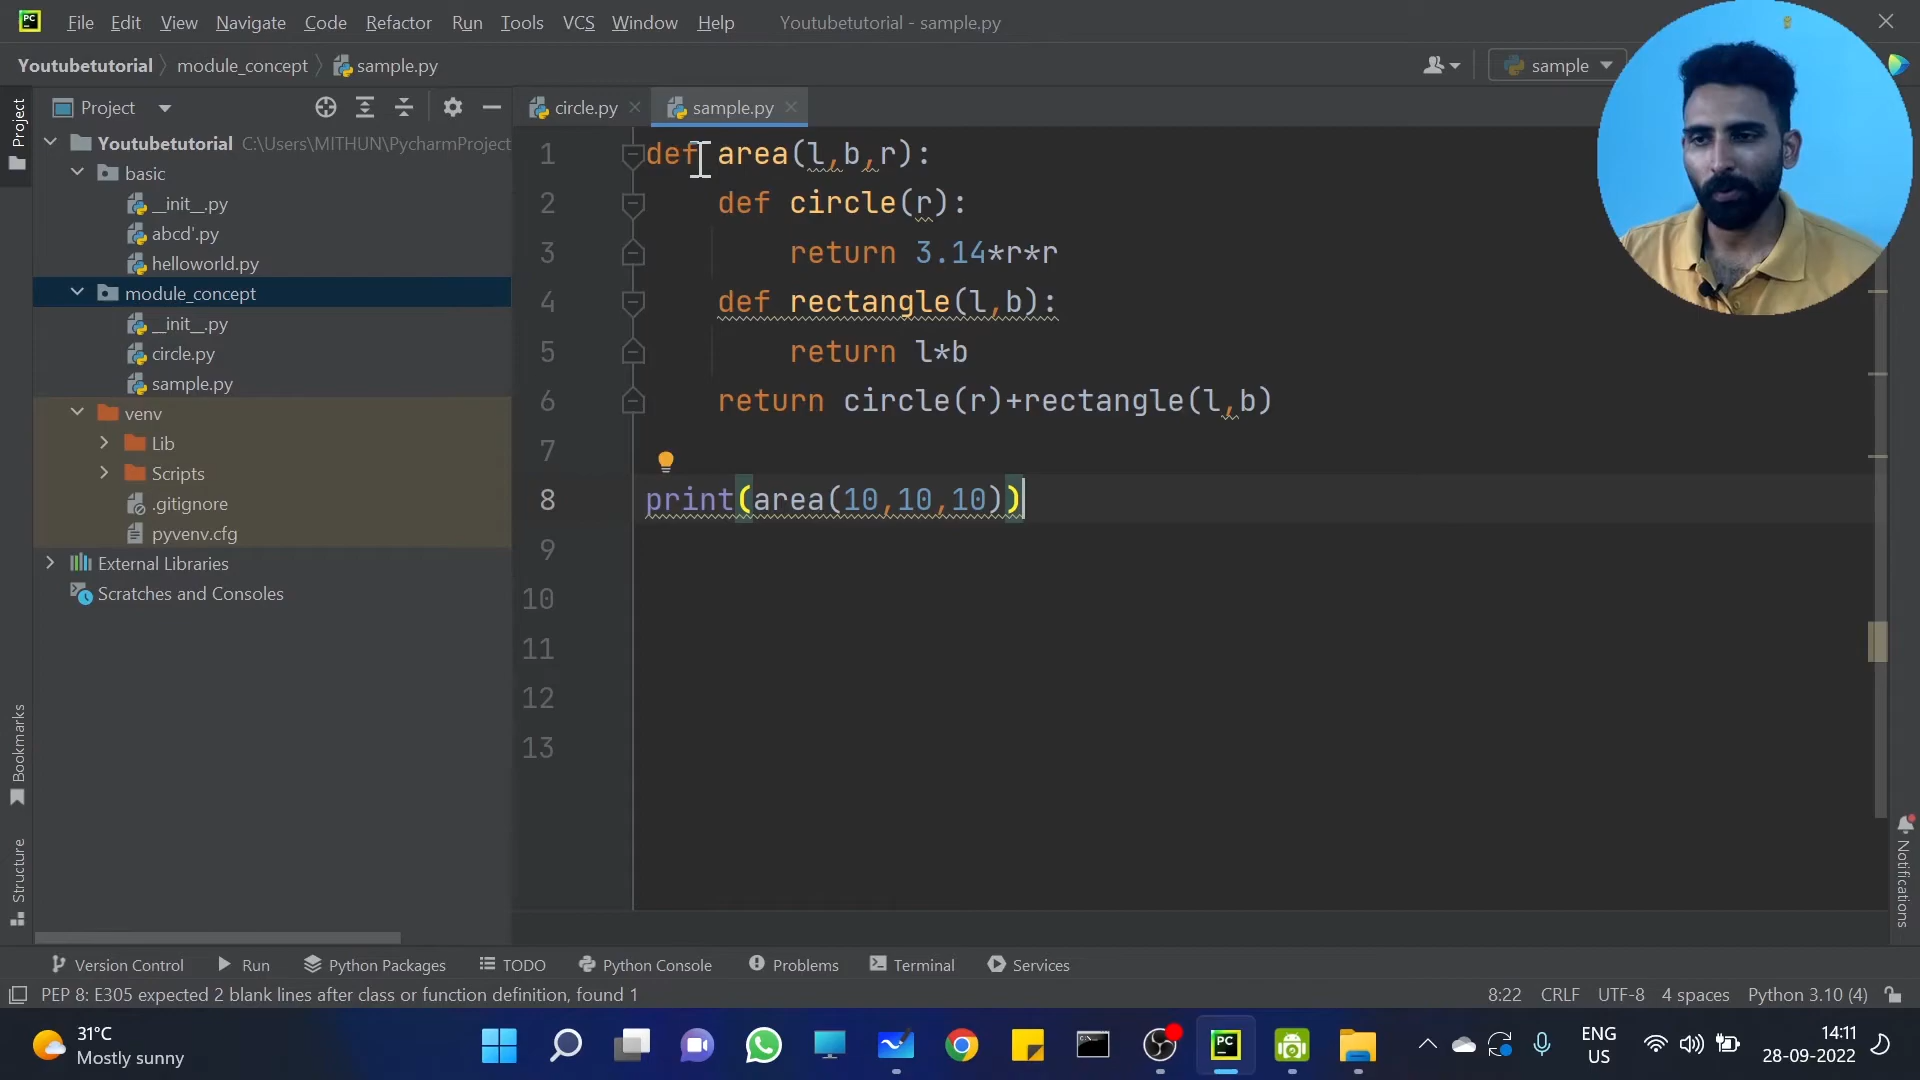 PC File Edit View Navigate Code Refactor Run Tools VCS Window Help Youtubetutorial - sample.py
Youtubetutorial module_concept sample.py sample
Project circle.py sample.py
Project
Youtubetutorial C:\Users\MITHUN\PycharmProject
basic
__init__.py
abcd'.py
helloworld.py
module_concept
__init__.py
circle.py
sample.py
venv
Lib
Scripts
.gitignore
pyvenv.cfg
External Libraries
Scratches and Consoles
Bookmarks
Structure
1 def area(l,b,r):
2 def circle(r):
3 return 3.14*r*r
4 def rectangle(l,b):
5 return l*b
6 return circle(r)+rectangle(l,b)
7
8 print(area(10,10,10))
9
10
11
12
13
Notifications
Version Control Run Python Packages TODO Python Console Problems Terminal Services
PEP 8: E305 expected 2 blank lines after class or function definition, found 1 8:22 CRLF UTF-8 4 spaces Python 3.10 (4)
31°C
Mostly sunny
PC
ENG
US
14:11
28-09-2022